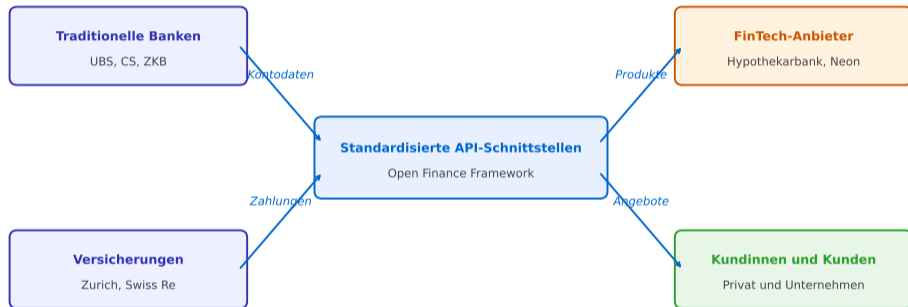 Traditionelle Banken
UBS, CS, ZKB
FinTech-Anbieter
Hypothekarbank, Neon
Kontodaten
Produkte
Standardisierte API-Schnittstellen
Open Finance Framework
Zahlungen
Angebote
Versicherungen
Zurich, Swiss Re
Kundinnen und Kunden
Privat und Unternehmen